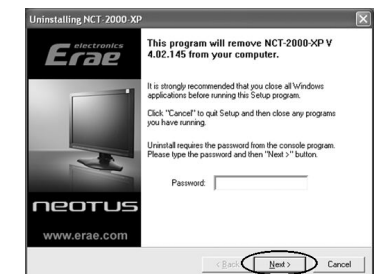 Uninstalling NCT-2000-XP
electronics
Erae
This program will remove NCT-2000-XP V
4.02.145 from your computer.
It is strongly recommended that you close all Windows
applications before running this Setup program.
Click "Cancel" to quit Setup and then close any programs
you have running.
Uninstall requires the password from the console program.
Please type the password and then "Next >" button.
Password:
neotus
www.erae.com
< Back
Next >
Cancel